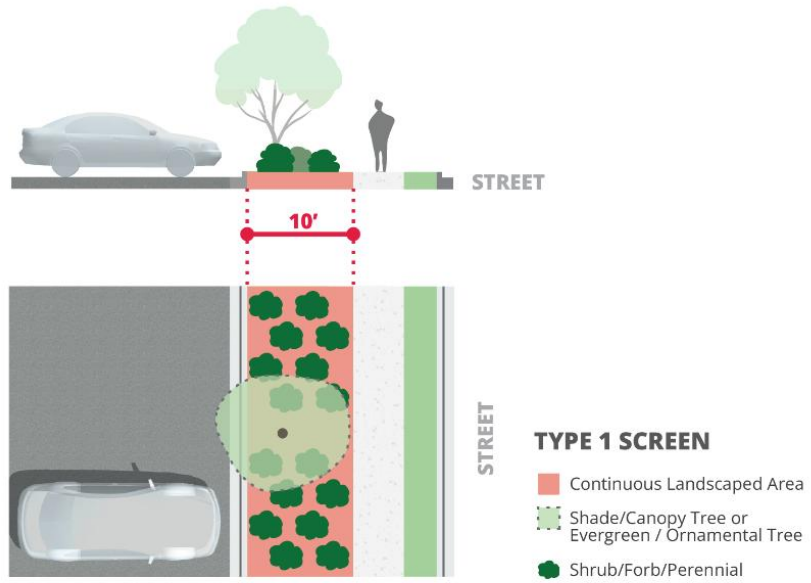 STREET
10'
STREET
TYPE 1 SCREEN
Continuous Landscaped Area
Shade/Canopy Tree or
Evergreen / Ornamental Tree
Shrub/Forb/Perennial